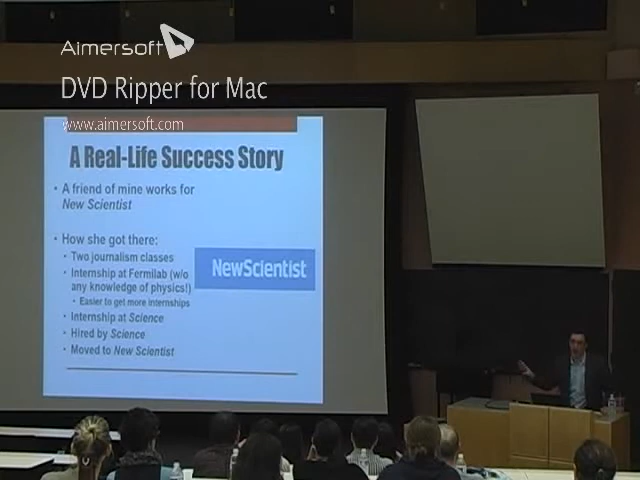 Aimersoft
DVD Ripper for Mac
www.aimersoft.com
A Real-Life Success Story
• A friend of mine works for
New Scientist
• How she got there:
• Two journalism classes
• Internship at Fermilab (w/o
any knowledge of physics!)
• Easier to get more internships
• Internship at Science
• Hired by Science
• Moved to New Scientist
NewScientist